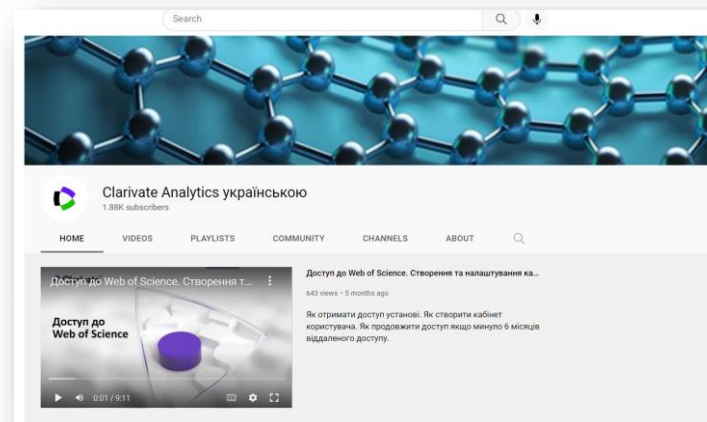 Search
Clarivate Analytics українською
1.88K subscribers
HOME VIDEOS PLAYLISTS COMMUNITY CHANNELS ABOUT
Доступ до Web of Science. Створення т...
Доступ до
Web of Science
0:01 / 9:11
Доступ до Web of Science. Створення та налаштування ка...
643 views • 5 months ago
Як отримати доступ установі. Як створити кабінет
користувача. Як продовжити доступ якщо минуло 6 місяців
віддаленого доступу.